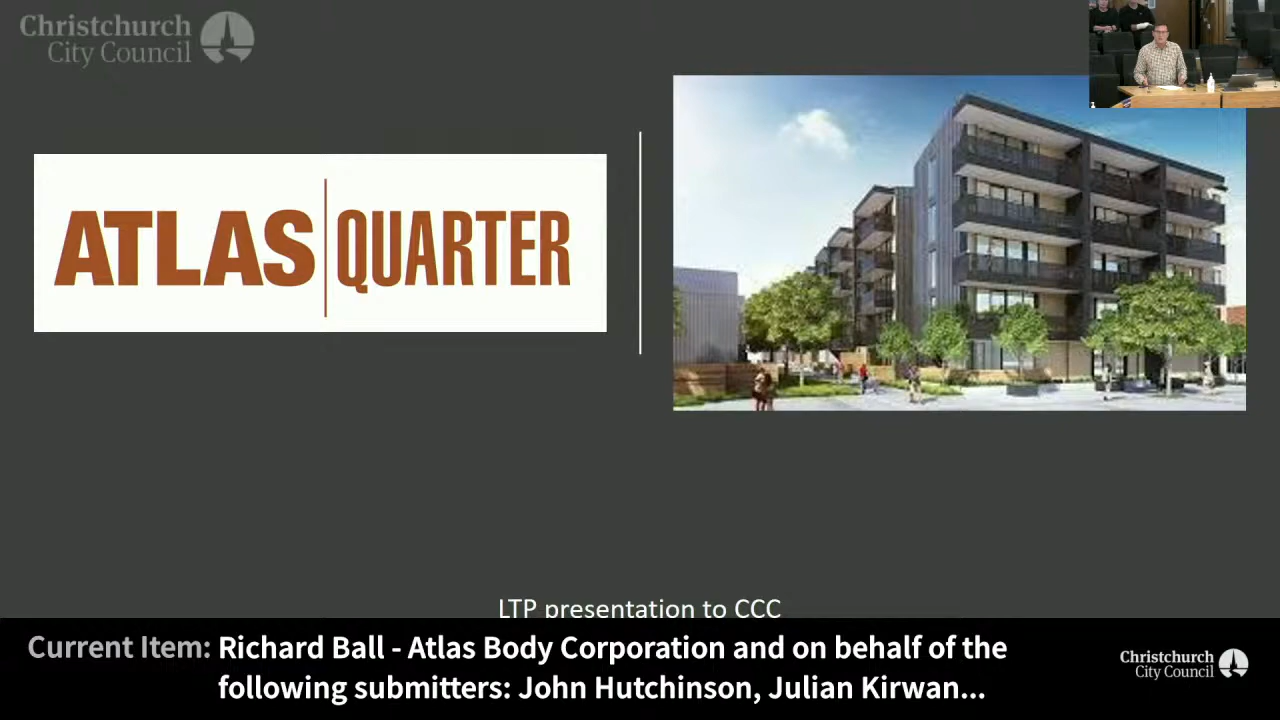 Christchurch
City Council
ATLAS QUARTER
LTP presentation to CCC
Current Item: Richard Ball - Atlas Body Corporation and on behalf of the
following submitters: John Hutchinson, Julian Kirwan...
Christchurch
City Council